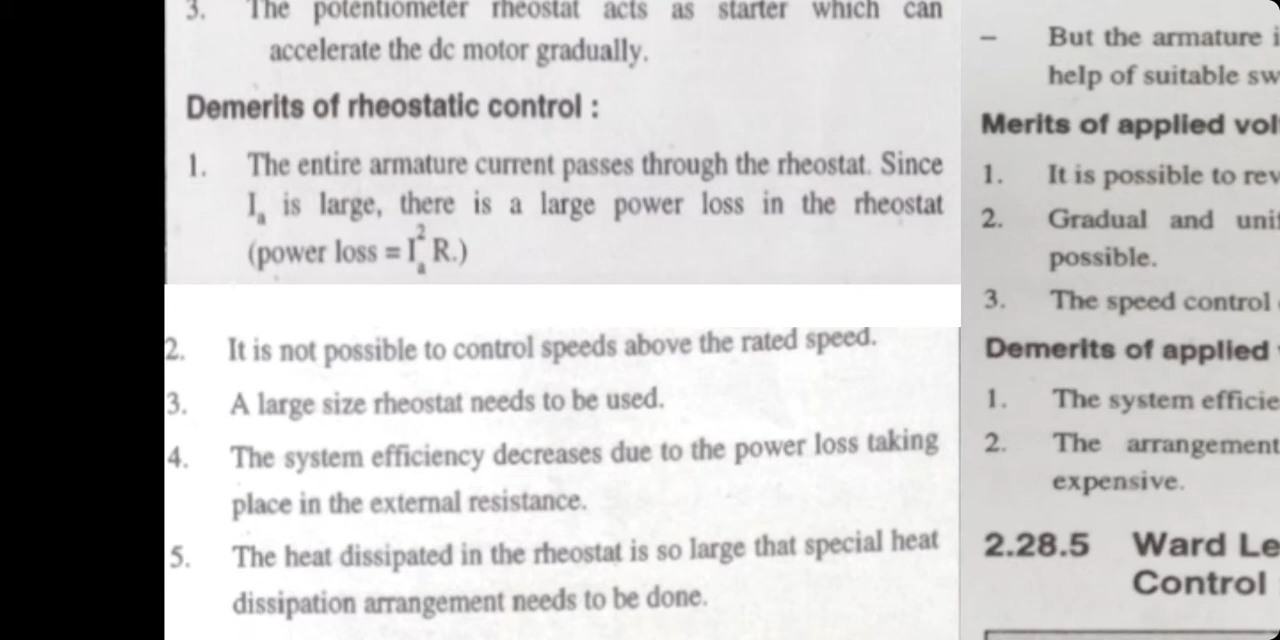 3. The potentiometer rheostat acts as starter which can
accelerate the dc motor gradually.
Demerits of rheostatic control :
1. The entire armature current passes through the rheostat. Since
Iₐ is large, there is a large power loss in the rheostat
(power loss = Iₐ² R.)
2. It is not possible to control speeds above the rated speed.
3. A large size rheostat needs to be used.
4. The system efficiency decreases due to the power loss taking
place in the external resistance.
5. The heat dissipated in the rheostat is so large that special heat
dissipation arrangement needs to be done.
– But the armature
help of suitable
Merits of applied
1. It is possible to
2. Gradual and
possible.
3. The speed control
Demerits of applied
1. The system
2. The arrangement
expensive.
2.28.5 Ward
Control